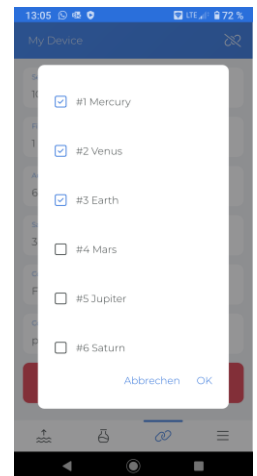 13:05 LTE 72 %
My Device
#1 Mercury
#2 Venus
#3 Earth
#4 Mars
#5 Jupiter
#6 Saturn
Abbrechen OK